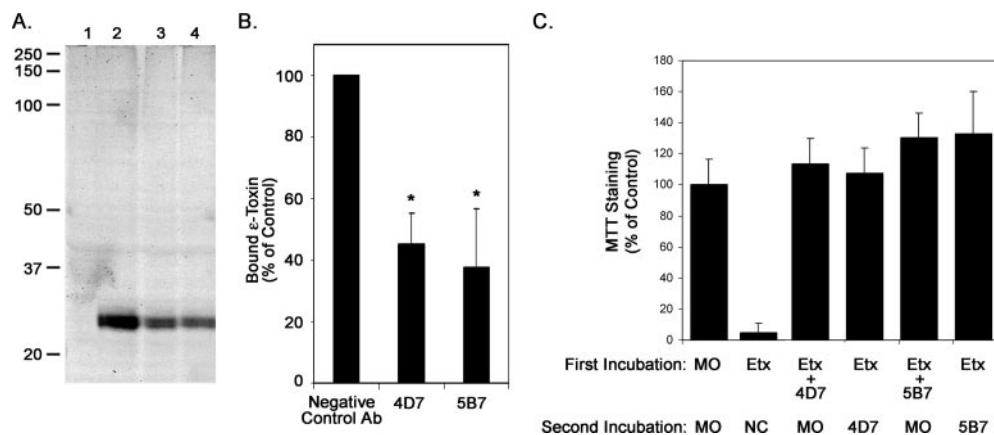 A.
1 2 3 4
250
150
100
50
37
20
B.
Bound ε-Toxin
(% of Control)
100
80
60
40
20
0
* *
Negative
Control Ab
4D7
5B7
C.
MTT Staining
(% of Control)
180
160
140
120
100
80
60
40
20
0
First Incubation: MO Etx Etx Etx Etx Etx
+ +
4D7 5B7
Second Incubation: MO NC MO 4D7 MO 5B7